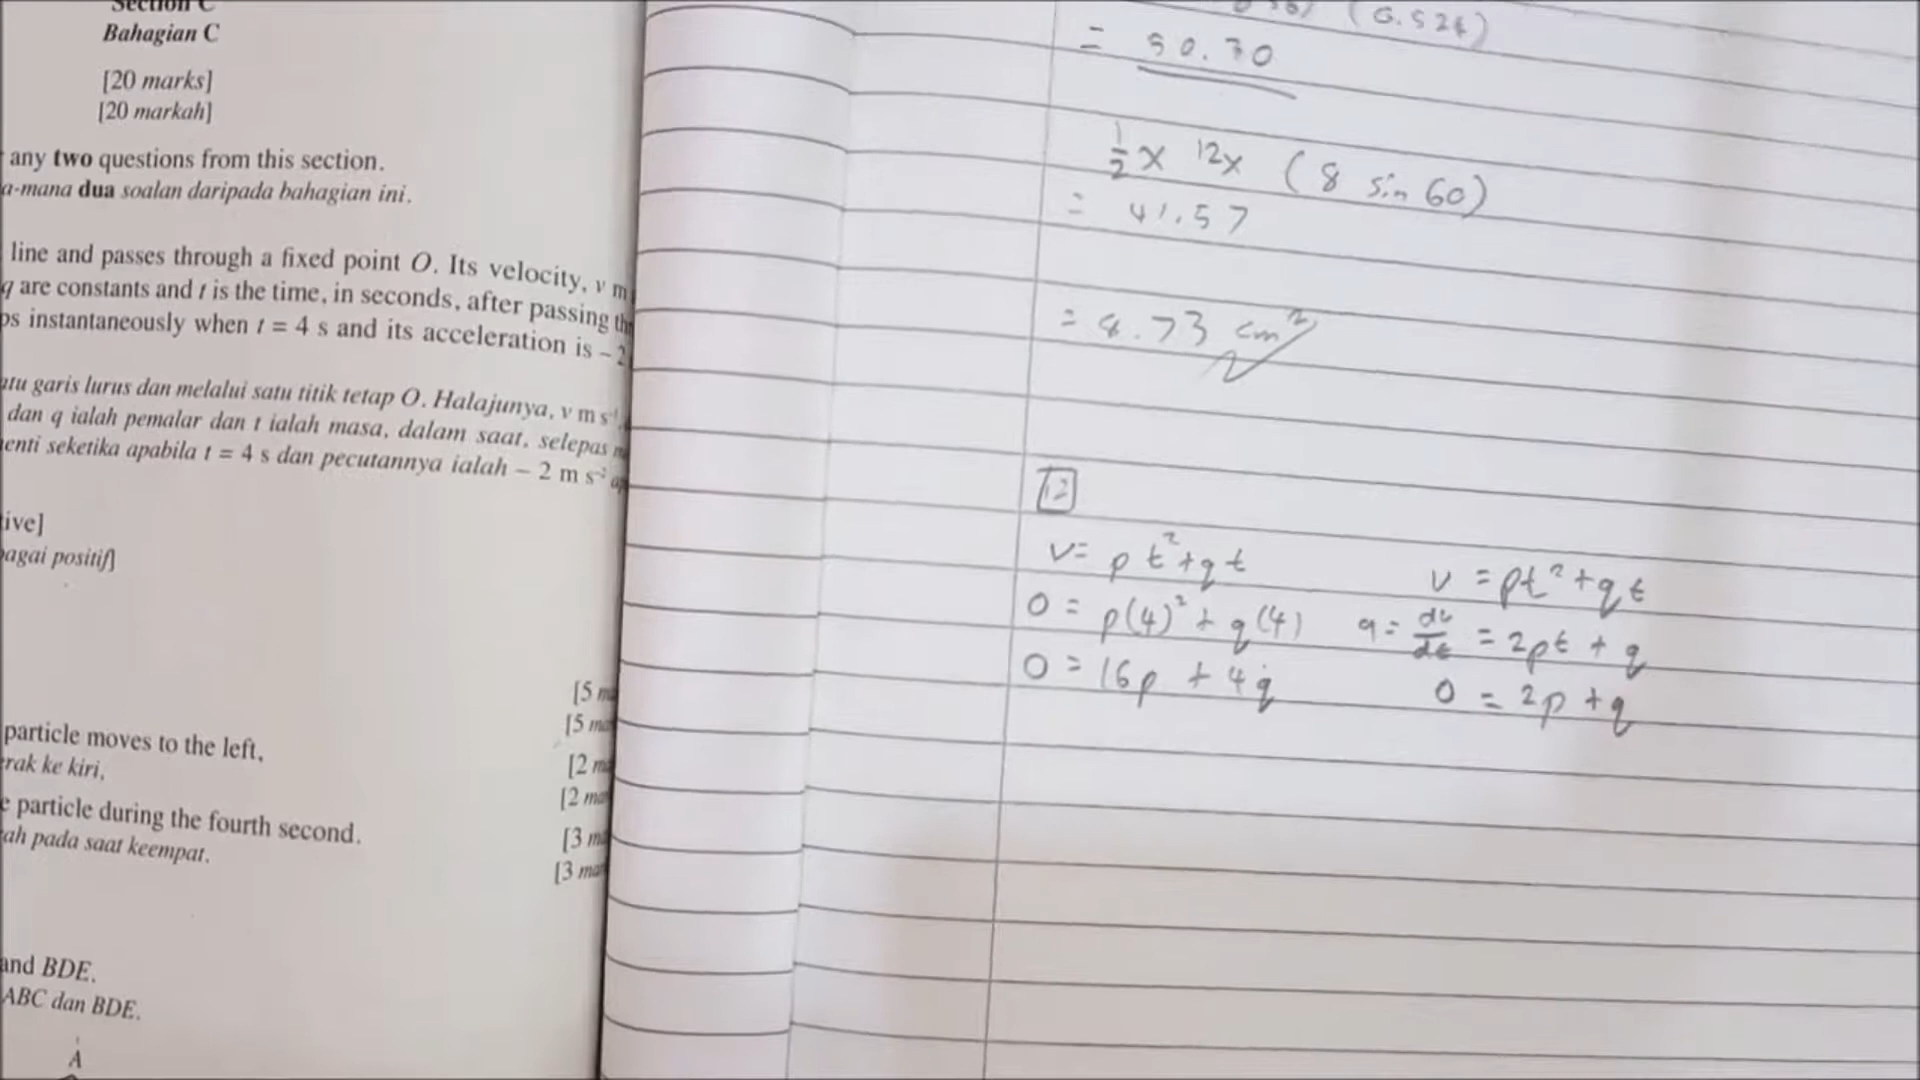 Section C
Bahagian C
[20 marks]
[20 markah]
any two questions from this section.
a-mana dua soalan daripada bahagian ini.
line and passes through a fixed point O. Its velocity, v m
q are constants and t is the time, in seconds, after passing
ps instantaneously when t = 4 s and its acceleration is – 2
atu garis lurus dan melalui satu titik tetap O. Halajunya, v m s⁻¹,
dan q ialah pemalar dan t ialah masa, dalam saat, selepas
enti seketika apabila t = 4 s dan pecutannya ialah – 2 m s⁻²
ive]
bagai positif]
[5 m
[5 ma
particle moves to the left,
rak ke kiri,
[2 m
[2 ma
e particle during the fourth second.
ah pada saat keempat.
[3 m
[3 mar
and BDE.
ABC dan BDE.
A
(0.524)
= 50.30
½ x 12 x (8 sin 60)
= 41.57
= 8.73 cm²
12
v = pt² + qt
0 = p(4)² + q(4)
0 = 16p + 4q
v = pt² + qt
a = dv/dt = 2pt + q
0 = 2p + q